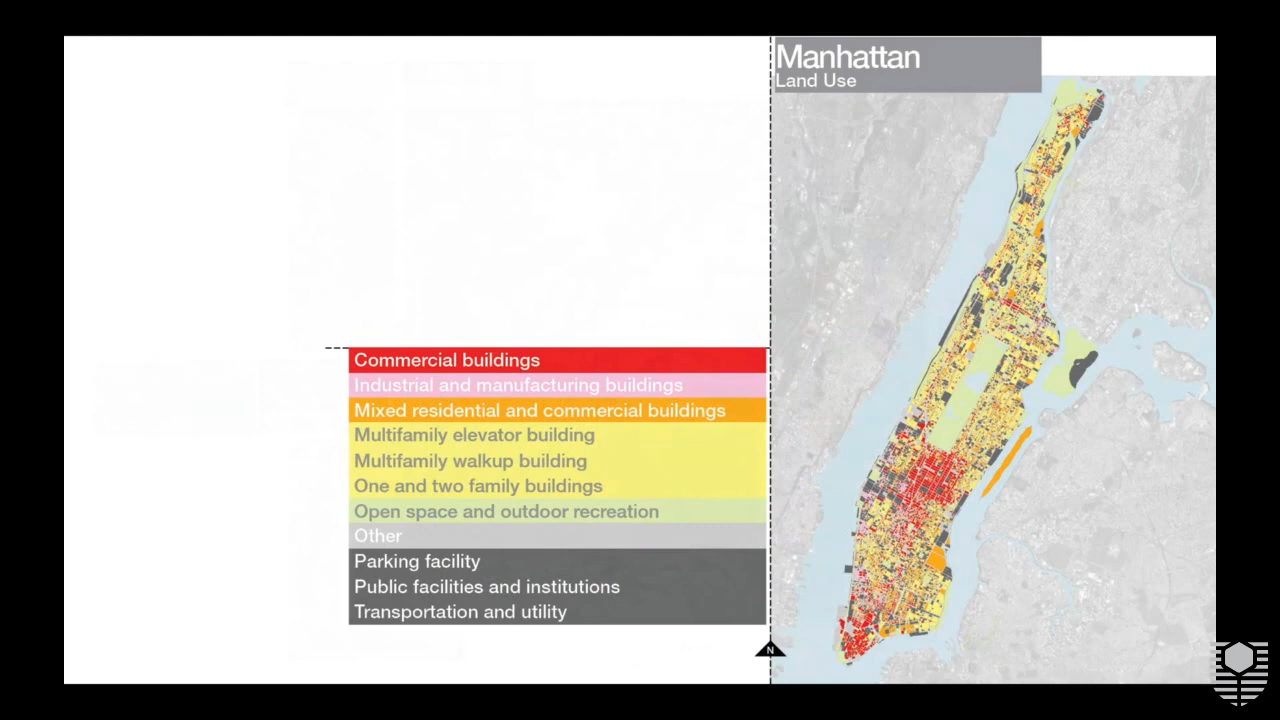 Manhattan
Land Use
Commercial buildings
Industrial and manufacturing buildings
Mixed residential and commercial buildings
Multifamily elevator building
Multifamily walkup building
One and two family buildings
Open space and outdoor recreation
Other
Parking facility
Public facilities and institutions
Transportation and utility
N